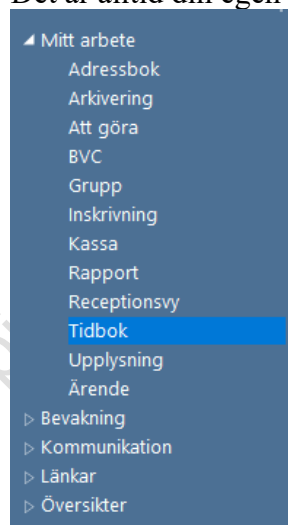 Det är alltid din egen
Mitt arbete
Adressbok
Arkivering
Att göra
BVC
Grupp
Inskrivning
Kassa
Rapport
Receptionsvy
Tidbok
Upplysning
Ärende
Bevakning
Kommunikation
Länkar
Översikter